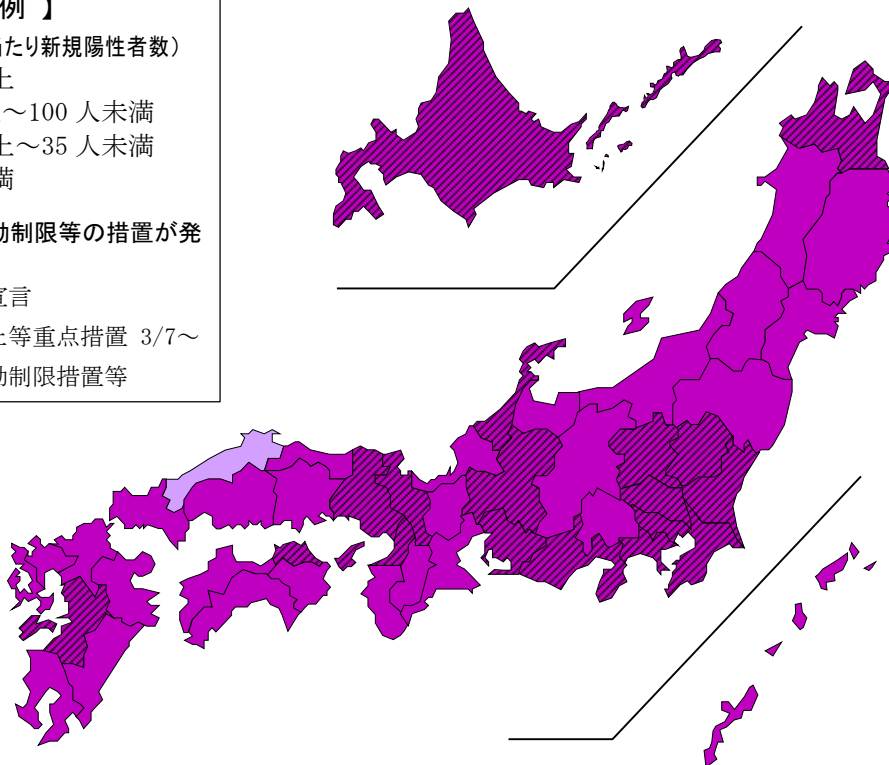 例 】
当たり新規陽性者数）
上
～100 人未満
上～35 人未満
満
動制限等の措置が発
宣言
止等重点措置 3/7～
動制限措置等